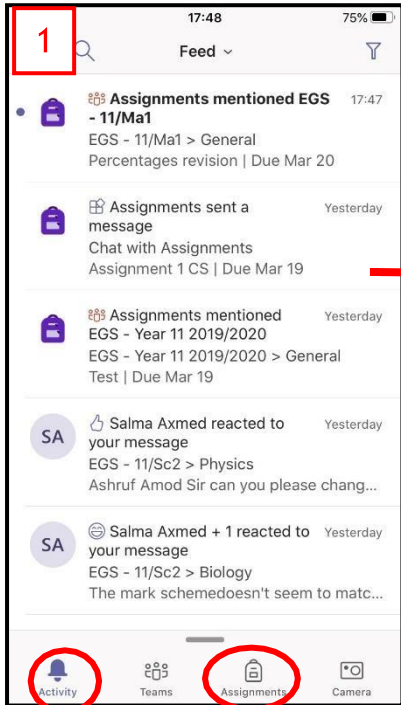 17:48 75%
1
Feed
Assignments mentioned EGS 17:47
- 11/Ma1
EGS - 11/Ma1 > General
Percentages revision | Due Mar 20
Assignments sent a Yesterday
message
Chat with Assignments
Assignment 1 CS | Due Mar 19
Assignments mentioned Yesterday
EGS - Year 11 2019/2020
EGS - Year 11 2019/2020 > General
Test | Due Mar 19
SA
Salma Axmed reacted to Yesterday
your message
EGS - 11/Sc2 > Physics
Ashruf Amod Sir can you please chang...
SA
Salma Axmed + 1 reacted to Yesterday
your message
EGS - 11/Sc2 > Biology
The mark schemedoesn't seem to matc...
Activity Teams Assignments Camera